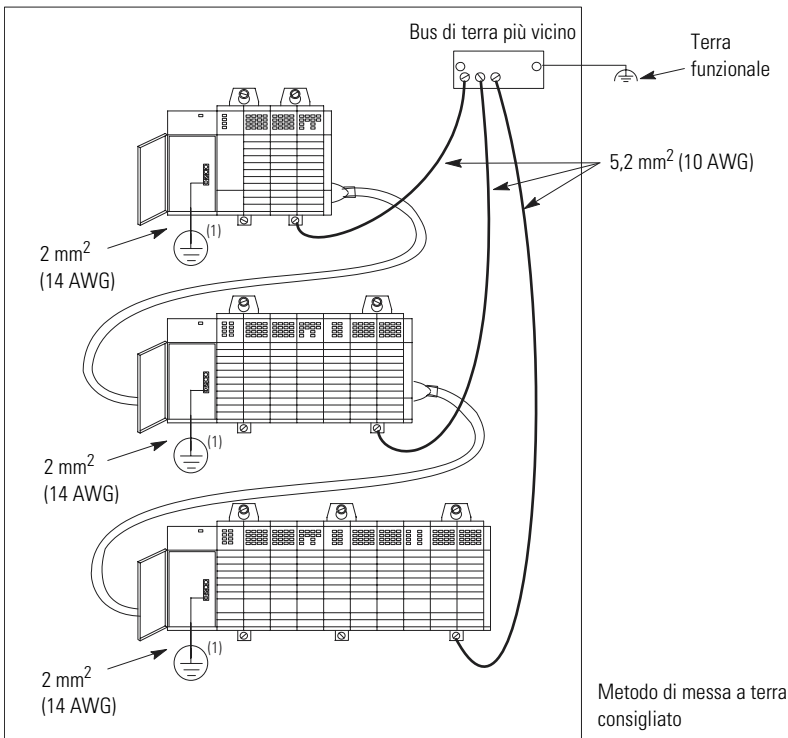 Bus di terra più vicino
Terra
funzionale
5,2 mm² (10 AWG)
(1)
2 mm²
(14 AWG)
(1)
2 mm²
(14 AWG)
(1)
2 mm²
(14 AWG)
Metodo di messa a terra
consigliato